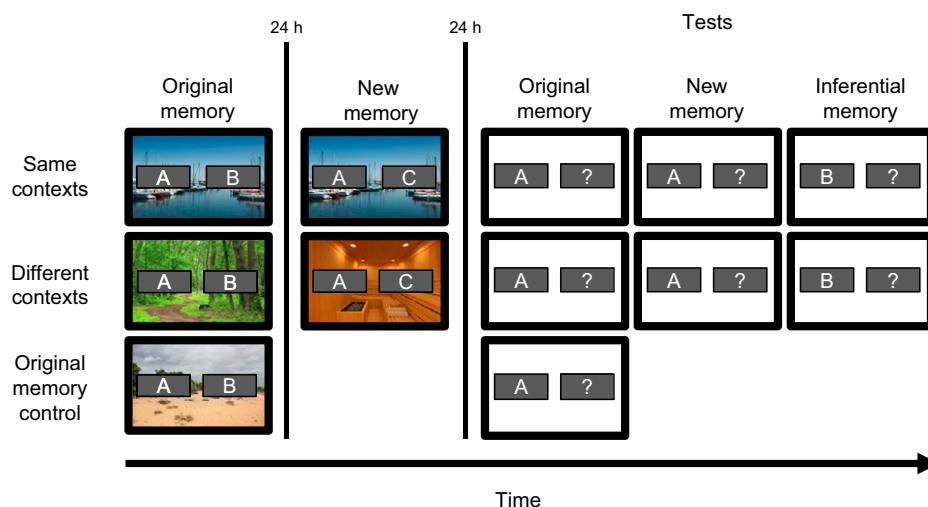 24 h
24 h
Tests
Original
memory
New
memory
Original
memory
New
memory
Inferential
memory
Same
contexts
A B
A C
A ?
A ?
B ?
Different
contexts
A B
A C
A ?
A ?
B ?
Original
memory
control
A B
A ?
Time